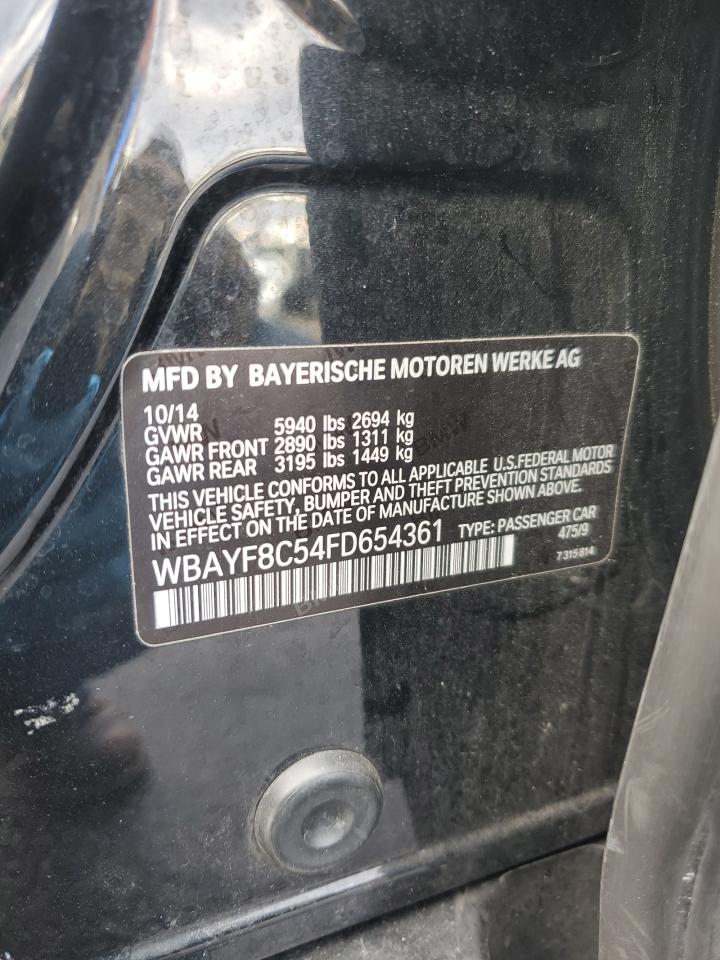 MFD BY BAYERISCHE MOTOREN WERKE AG
10/14
GVWR 5940 lbs 2694 kg
GAWR FRONT 2890 lbs 1311 kg
GAWR REAR 3195 lbs 1449 kg
THIS VEHICLE CONFORMS TO ALL APPLICABLE U.S.FEDERAL MOTOR
VEHICLE SAFETY, BUMPER AND THEFT PREVENTION STANDARDS
IN EFFECT ON THE DATE OF MANUFACTURE SHOWN ABOVE.
WBAYF8C54FD654361 TYPE: PASSENGER CAR
475/9
7 315 814